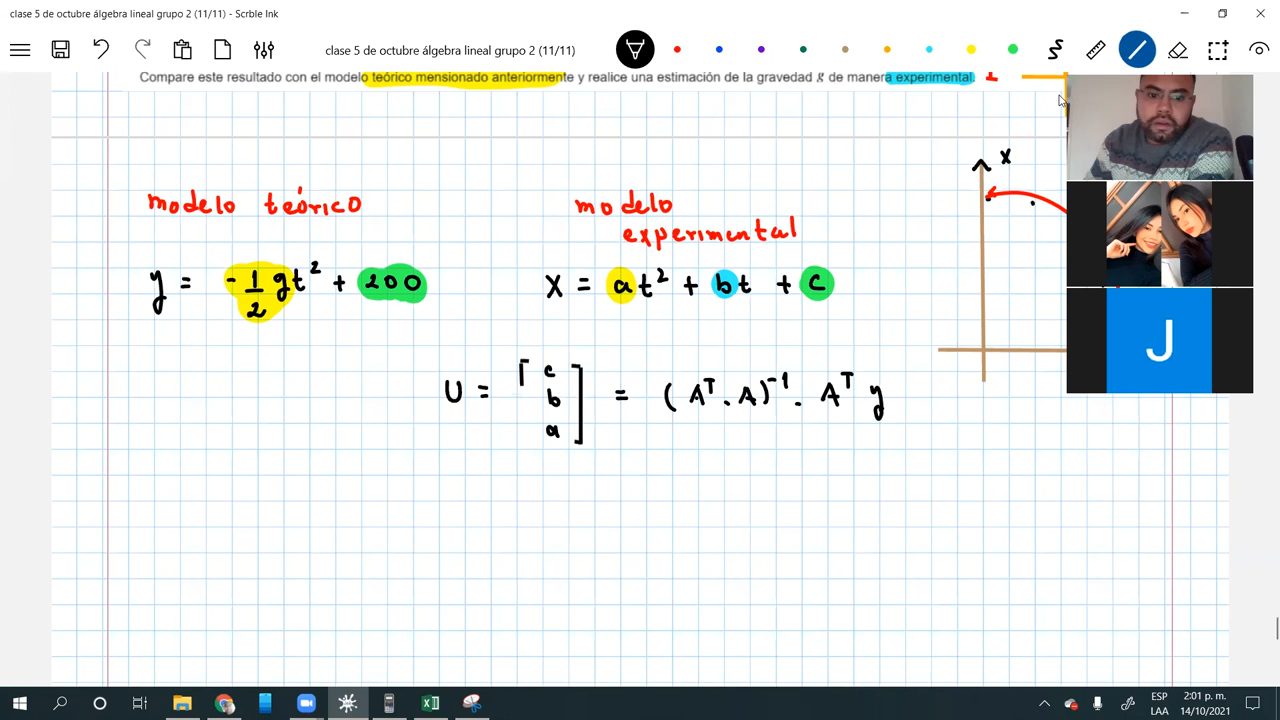 clase 5 de octubre álgebra lineal grupo 2 (11/11) - Scrble Ink
clase 5 de octubre álgebra lineal grupo 2 (11/11)
Compare este resultado con el modelo teórico mencionado anteriormente y realice una estimación de la gravedad g de manera experimental.
modelo teórico
modelo
experimental
y = -1/2 gt² + 200
x = at² + bt + c
U = [c
b
a] = (Aᵀ . A)⁻¹ . Aᵀ y
X
J
ESP
LAA
2:01 p. m.
14/10/2021